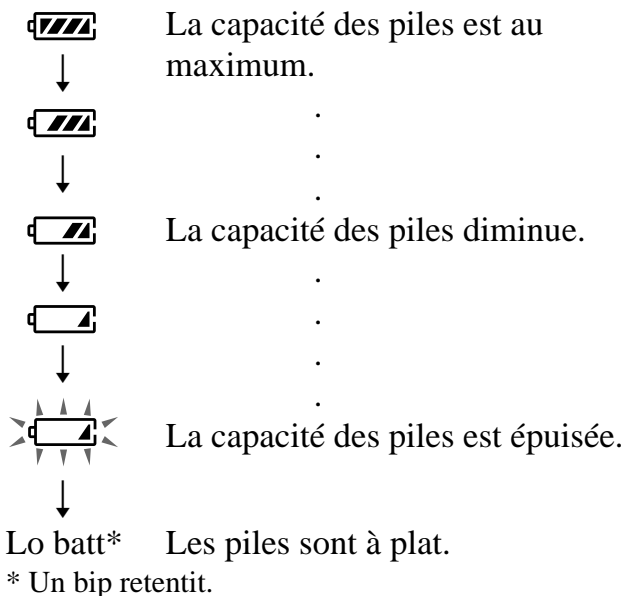 La capacité des piles est au
maximum.
.
.
.
La capacité des piles diminue.
.
.
.
.
La capacité des piles est épuisée.
Lo batt* Les piles sont à plat.
* Un bip retentit.